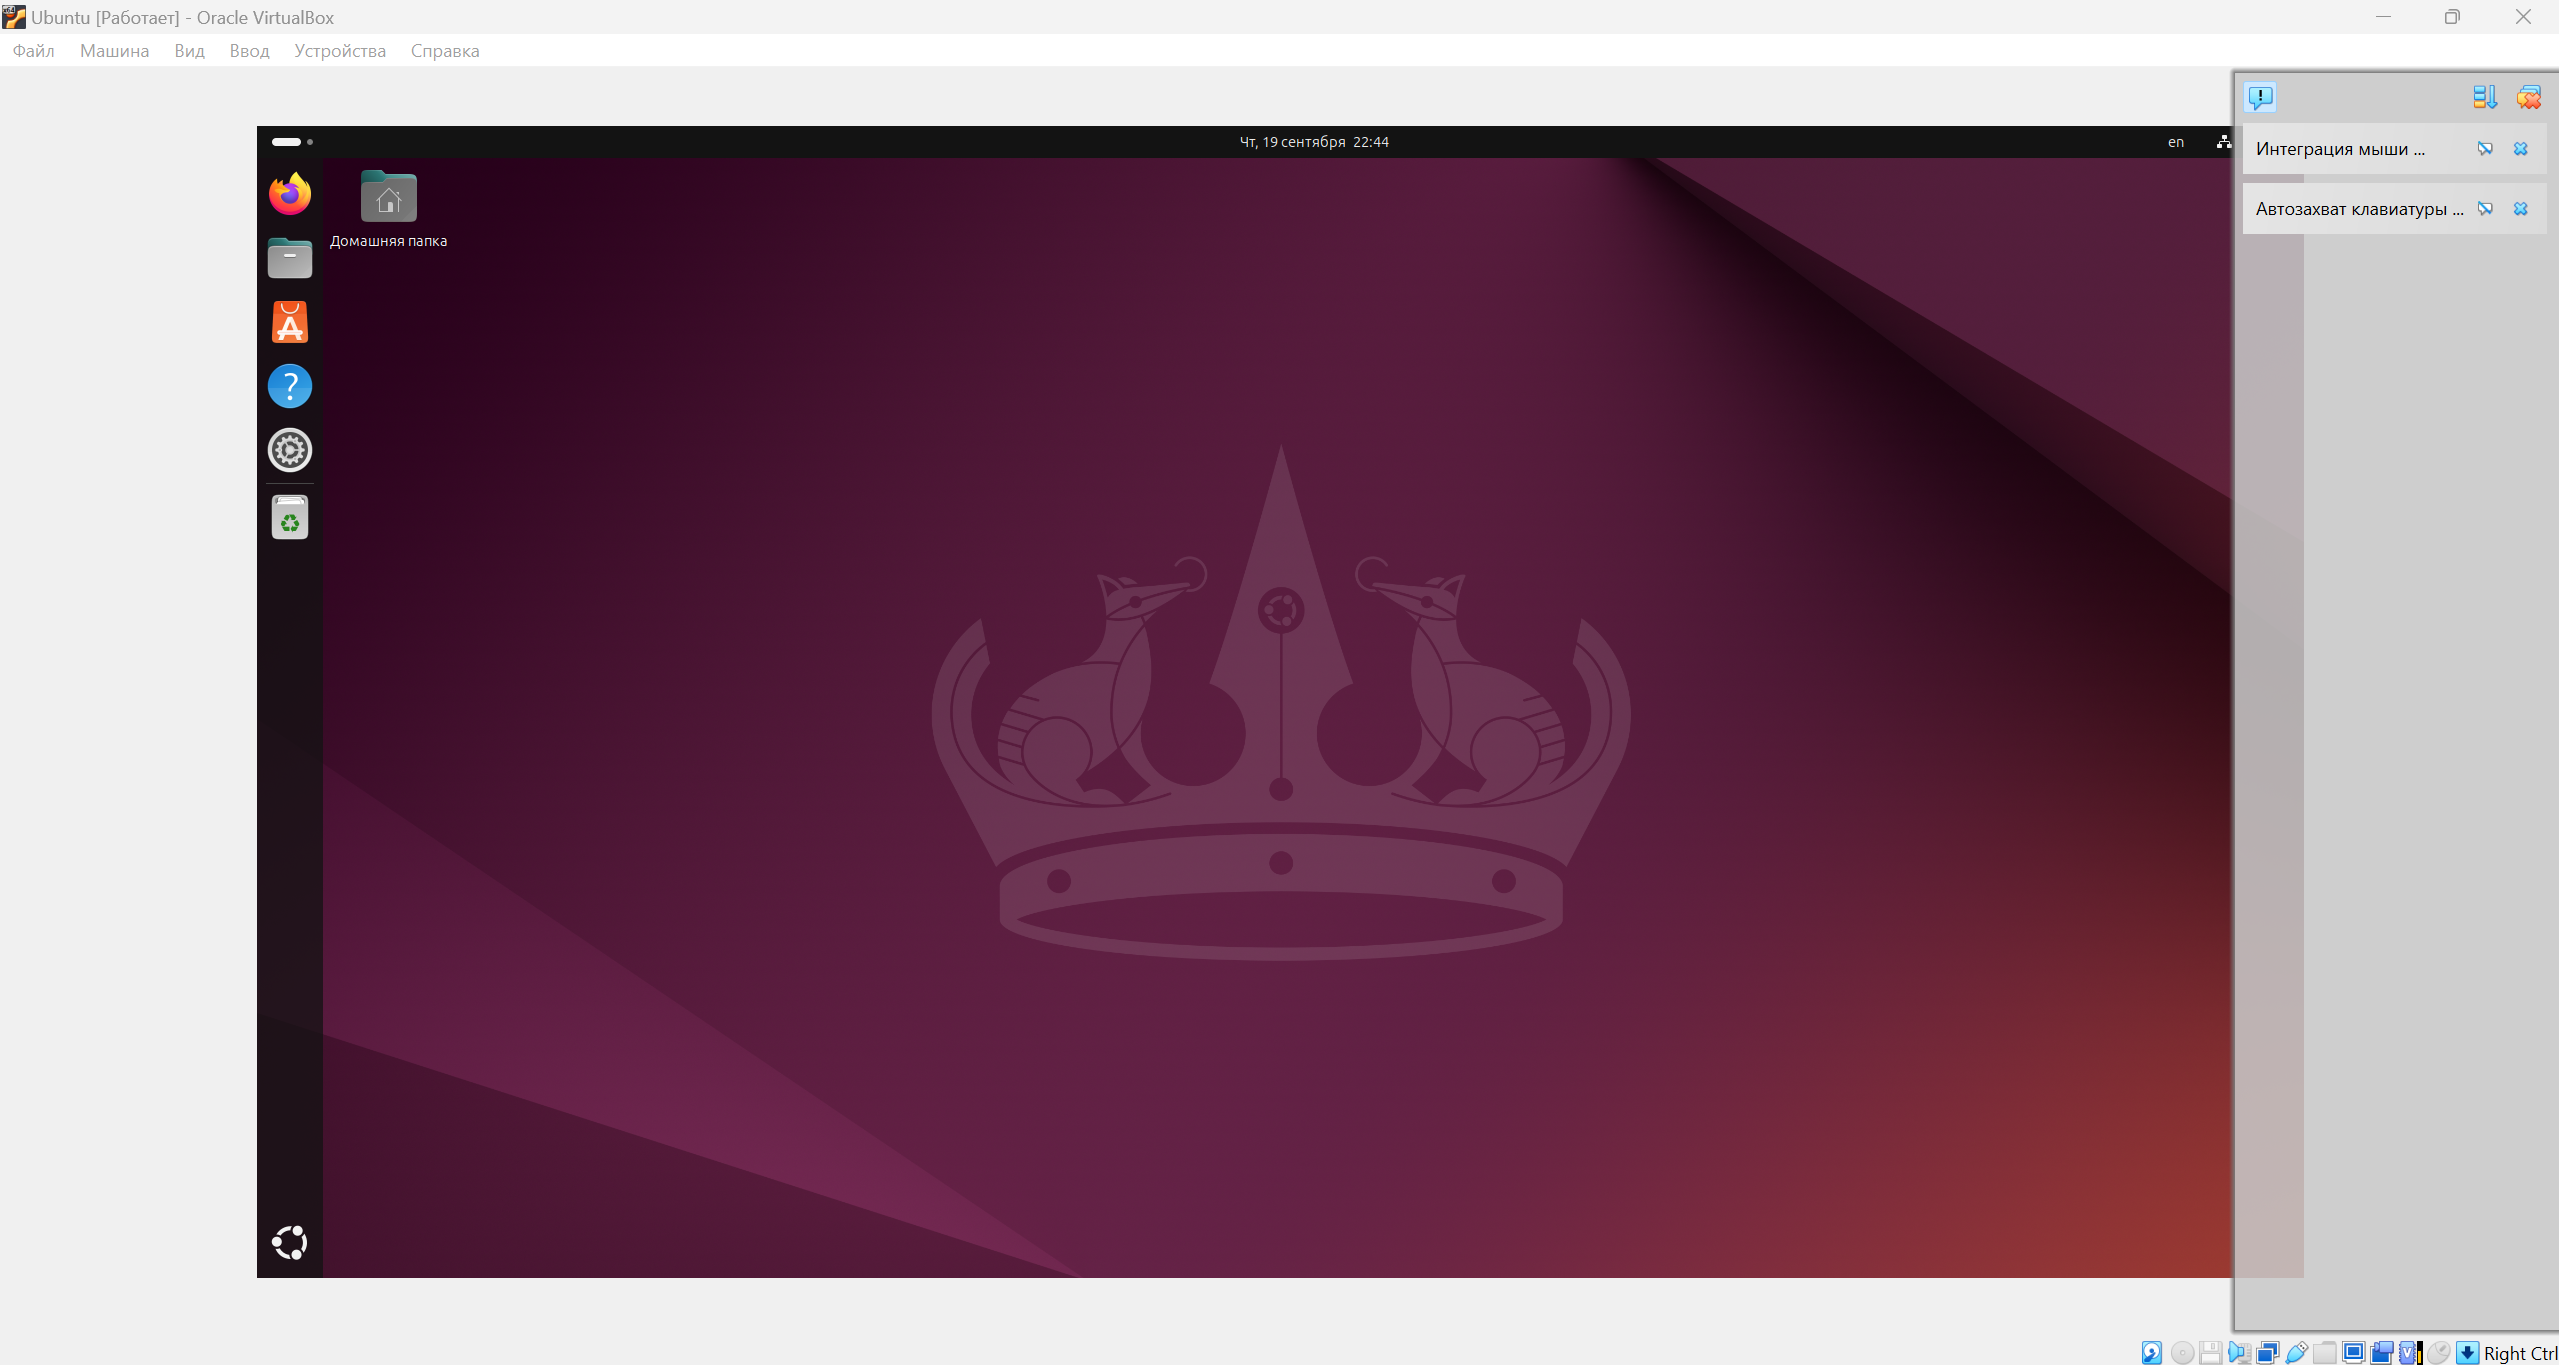 Ubuntu [Работает] - Oracle VirtualBox
Файл Машина Вид Ввод Устройства Справка
Чт, 19 сентября 22:44
en
Интеграция мыши ...
Автозахват клавиатуры ...
Домашняя папка
Right Ctrl